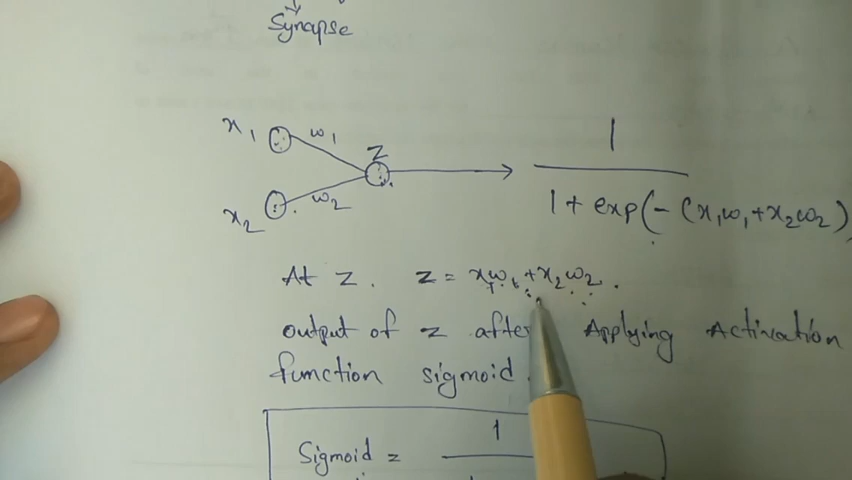 Synapse
x1 w1
z
1
x2 w2
1 + exp(-(x1w1+x2w2)
At z. z = x1w1+x2w2.
output of z after Applying Activation
function sigmoid.
1
Sigmoid =